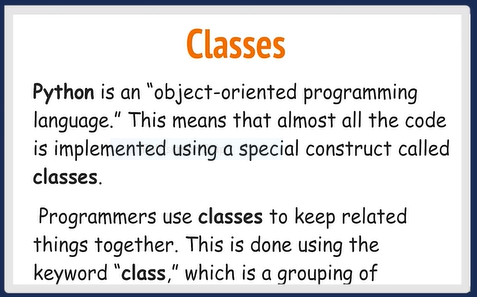 Classes
Python is an “object-oriented programming
language.” This means that almost all the code
is implemented using a special construct called
classes.
Programmers use classes to keep related
things together. This is done using the
keyword “class,” which is a grouping of